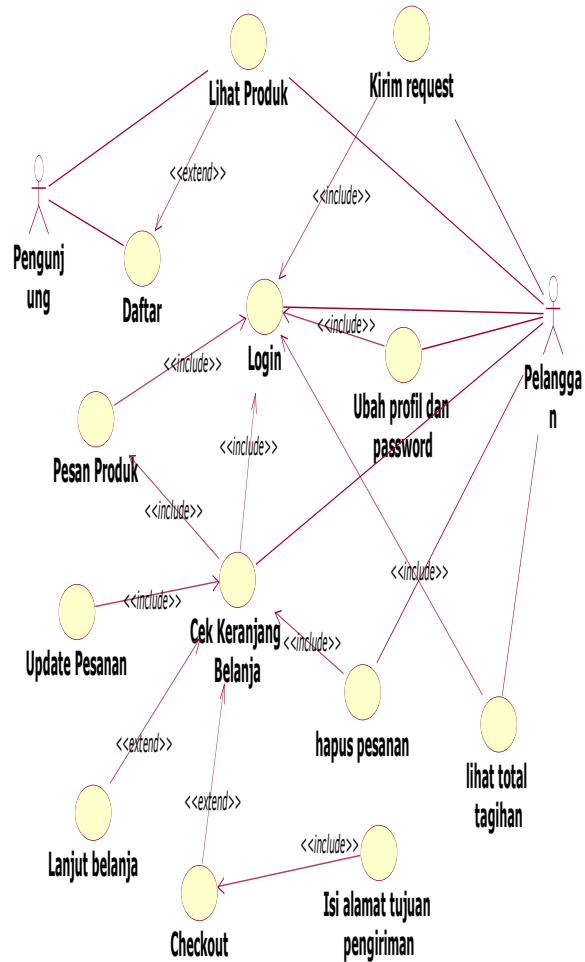 Lihat Produk
Kirim request
<<extend>>
<<include>>
Pengunj
ung
Daftar
<<include>>
Login
<<include>>
Ubah profil dan
password
Pelangga
n
Pesan Produk
<<include>>
<<include>>
<<include>>
<<include>>
Cek Keranjang
Belanja
<<include>>
Update Pesanan
<<extend>>
hapus pesanan
lihat total
tagihan
<<extend>>
Lanjut belanja
<<include>>
Isi alamat tujuan
pengiriman
Checkout